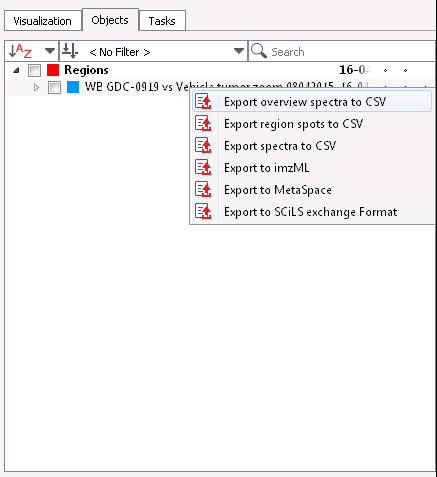 Visualization Objects Tasks
< No Filter > Search
Regions 16-0
WB GDC-0919 vs Vehicle tumor zoom 08042015 16-04
Export overview spectra to CSV
Export region spots to CSV
Export spectra to CSV
Export to imzML
Export to MetaSpace
Export to SCiLS exchange Format